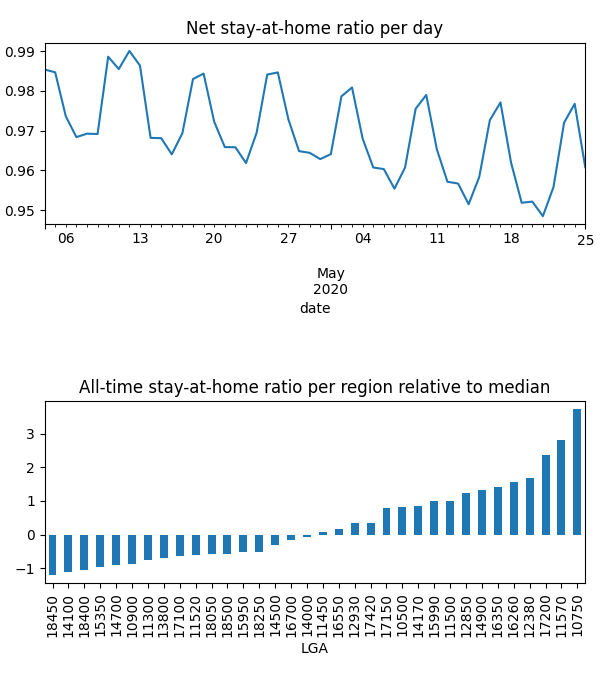 Net stay-at-home ratio per day
0.99
0.98
0.97
0.96
0.95
06 13 20 27 04 11 18 25
May
2020
date
All-time stay-at-home ratio per region relative to median
3
2
1
0
−1
18450 14100 18400 15350 14700 10900 11300 13800 17100 11520 18050 18500 15950 18250 14500 16700 14000 11450 16550 12930 17420 17150 10500 14170 15990 11500 12850 14900 16350 16260 12380 17200 11570 10750
LGA